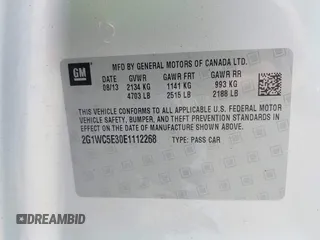 GM
MFD BY GENERAL MOTORS OF CANADA LTD.
DATE GVWR GAWR FRT GAWR RR
08/13 2134 KG 1141 KG 993 KG
4703 LB 2515 LB 2188 LB
THIS VEHICLE CONFORMS TO ALL APPLICABLE U.S. FEDERAL MOTOR
VEHICLE SAFETY, BUMPER, AND THEFT PREVENTION STANDARDS IN
EFFECT ON THE DATE OF MANUFACTURE SHOWN ABOVE.
2G1WC5E30E1112268 TYPE: PASS CAR
©DREAMBID